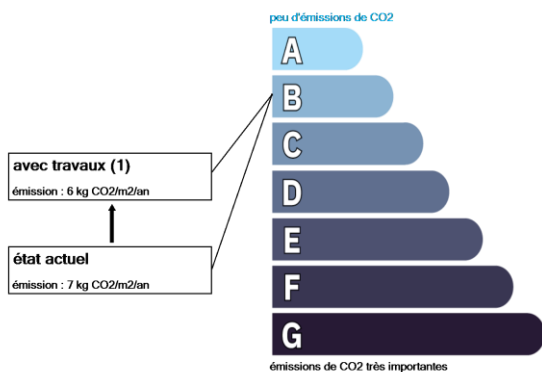 peu d'émissions de CO2
A
B
C
D
E
F
G
émissions de CO2 très importantes
avec travaux (1)
émission : 6 kg CO2/m2/an
état actuel
émission : 7 kg CO2/m2/an